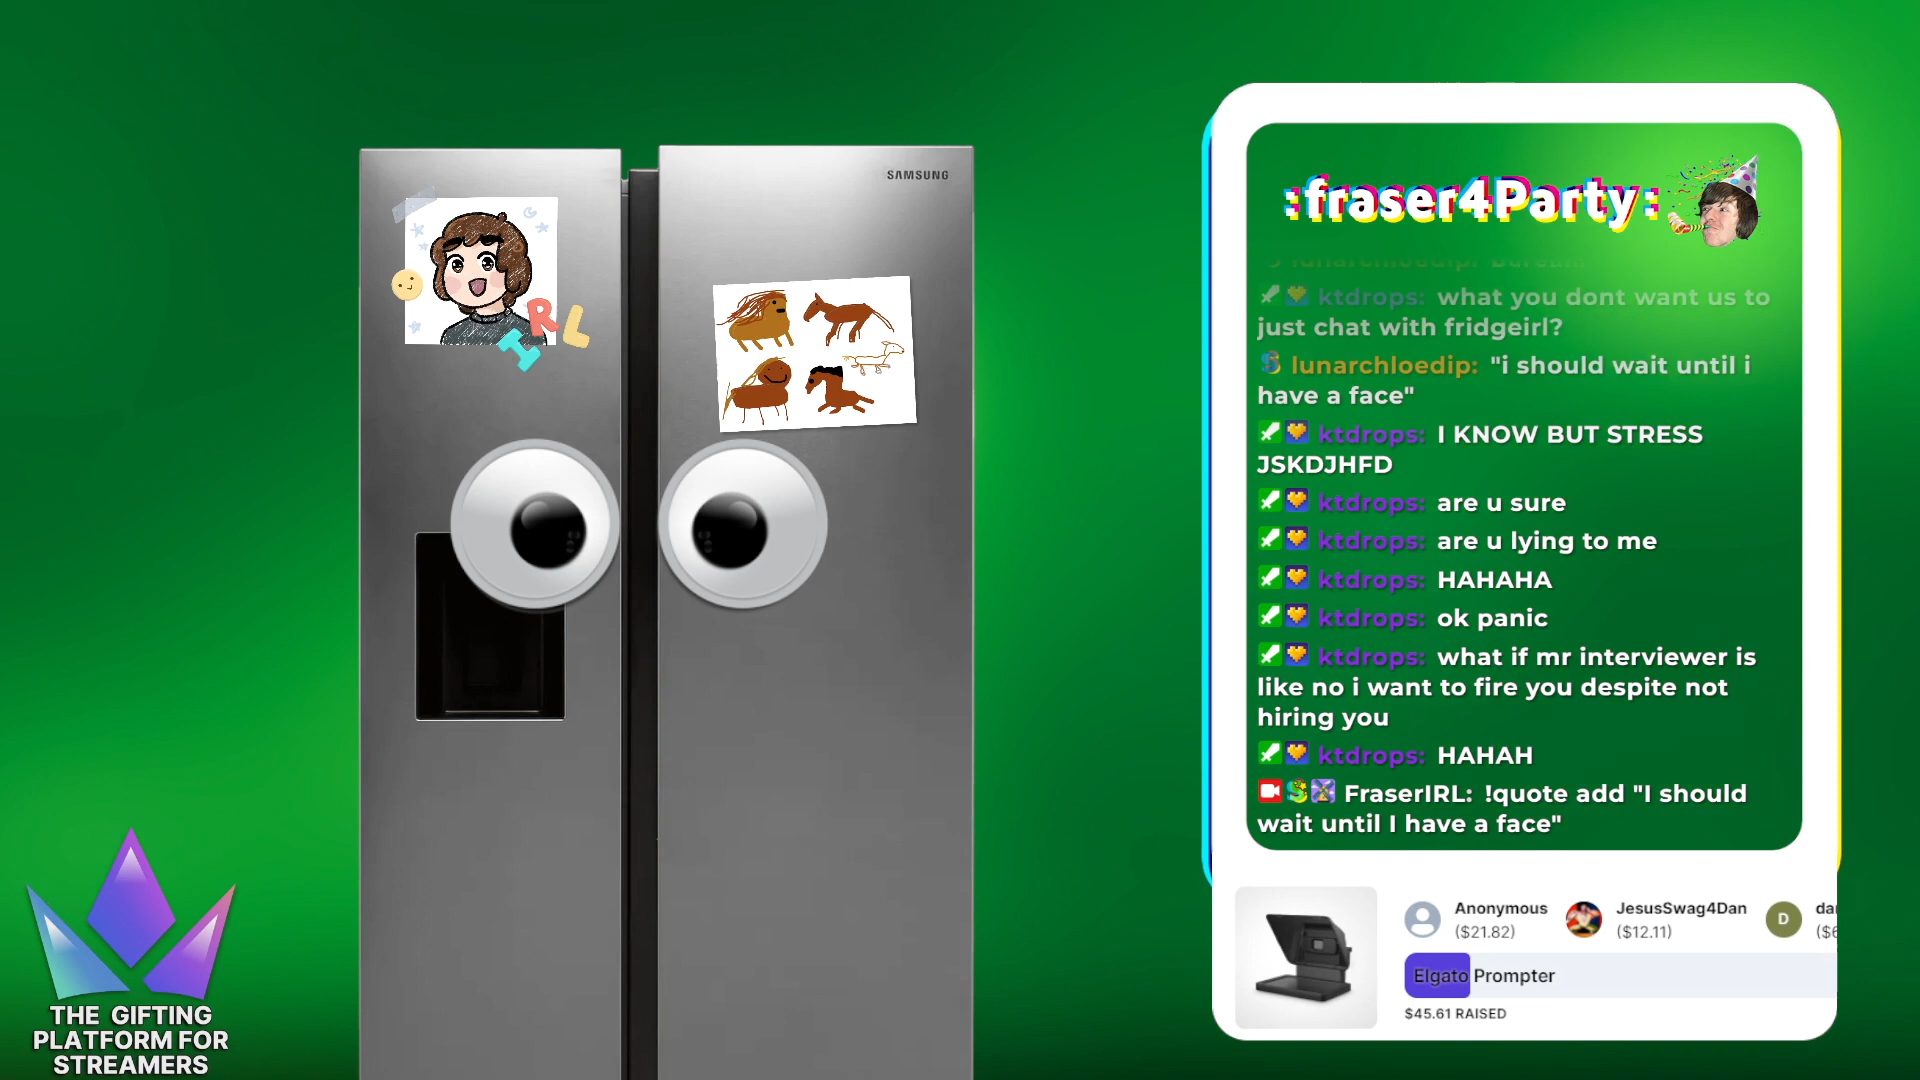 SAMSUNG
I R L
:fraser4Party:
ktdrops: what you dont want us to
just chat with fridgeirl?
lunarchloedip: "i should wait until i
have a face"
ktdrops: I KNOW BUT STRESS
JSKDJHFD
ktdrops: are u sure
ktdrops: are u lying to me
ktdrops: HAHAHA
ktdrops: ok panic
ktdrops: what if mr interviewer is
like no i want to fire you despite not
hiring you
ktdrops: HAHAH
FraserIRL: !quote add "I should
wait until I have a face"
Anonymous
($21.82)
JesusSwag4Dan
($12.11)
D
Elgato Prompter
$45.61 RAISED
THE GIFTING
PLATFORM FOR
STREAMERS